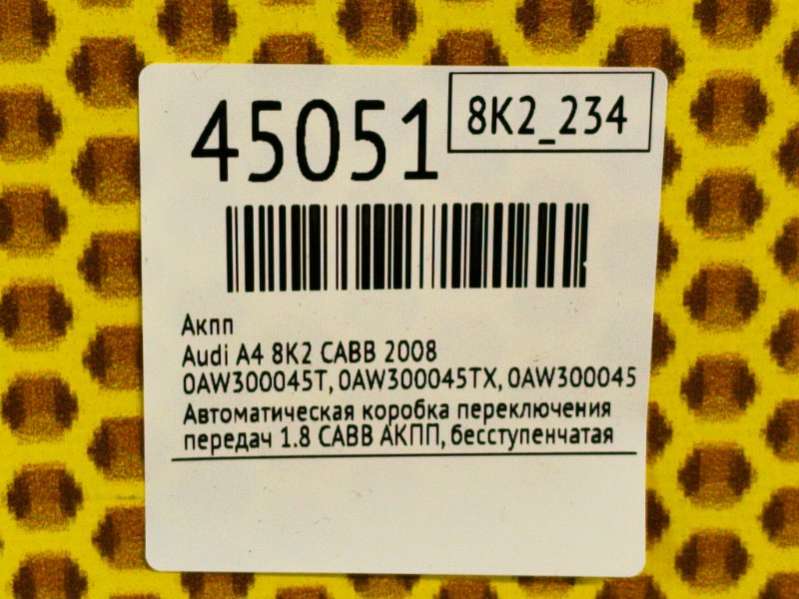 45051
8K2_234
Акпп
Audi A4 8K2 CABB 2008
0AW300045T, 0AW300045TX, 0AW300045
Автоматическая коробка переключения
передач 1.8 CABB АКПП, бесступенчатая